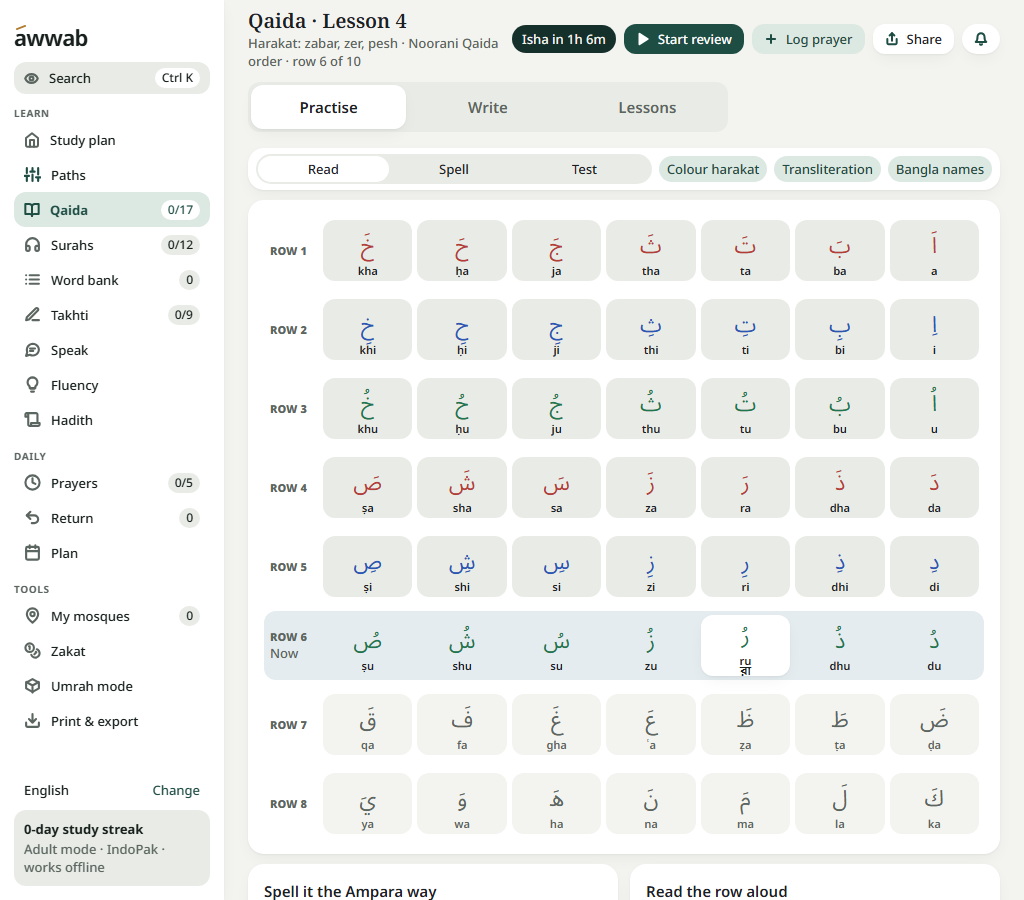 awwab
Search Ctrl K
LEARN
Study plan
Paths
Qaida 0/17
Surahs 0/12
Word bank 0
Takhti 0/9
Speak
Fluency
Hadith
DAILY
Prayers 0/5
Return 0
Plan
TOOLS
My mosques 0
Zakat
Umrah mode
Print & export
English Change
0-day study streak
Adult mode · IndoPak ·
works offline
Qaida · Lesson 4
Harakat: zabar, zer, pesh · Noorani Qaida
order · row 6 of 10
Isha in 1h 6m
Start review
Log prayer
Share
Practise Write Lessons
Read Spell Test
Colour harakat Transliteration Bangla names
ROW 1
اَ بَ تَ ثَ جَ حَ خَ
kha ḥa ja tha ta ba a
ROW 2
اِ بِ تِ ثِ جِ حِ خِ
khi ḥi ji thi ti bi i
ROW 3
اُ بُ تُ ثُ جُ حُ خُ
khu ḥu ju thu tu bu u
ROW 4
دَ ذَ رَ زَ سَ شَ صَ
ṣa sha sa za ra dha da
ROW 5
دِ ذِ رِ زِ سِ شِ صِ
ṣi shi si zi ri dhi di
ROW 6
Now
دُ ذُ رُ زُ سُ شُ صُ
ṣu shu su zu ru dhu du
ROW 7
ضَ طَ ظَ عَ غَ فَ قَ
qa fa gha ʿa ẓa ṭa ḍa
ROW 8
كَ لَ مَ نَ هَ وَ يَ
ya wa ha na ma la ka
Spell it the Ampara way
Read the row aloud